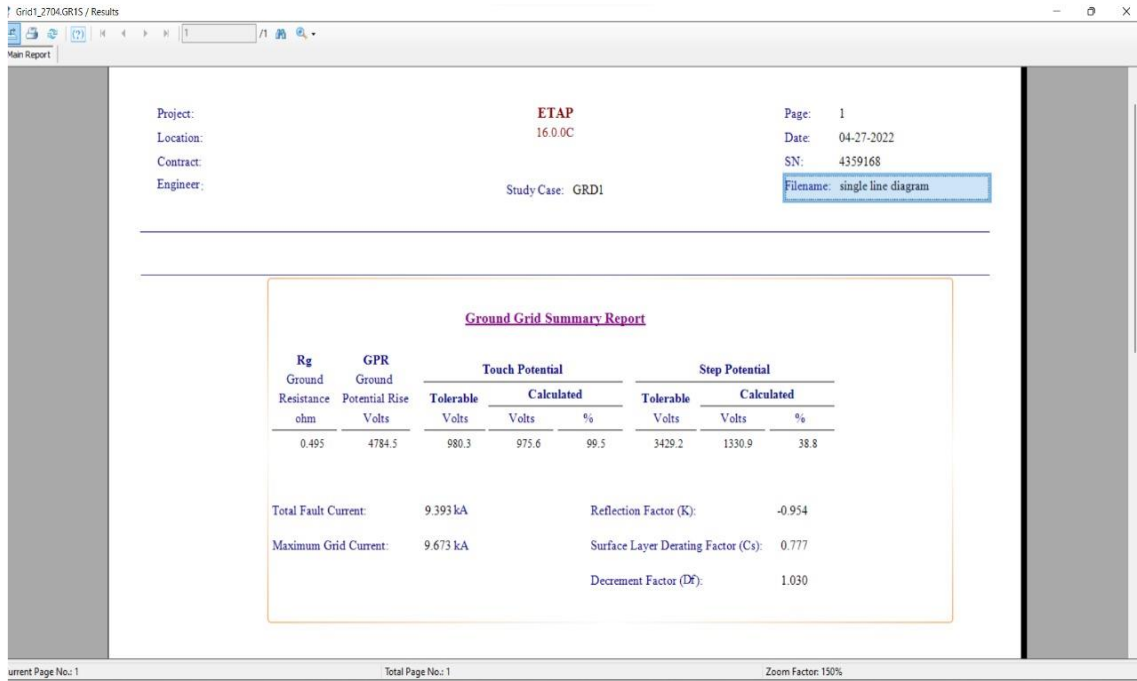 Grid1_2704.GR1S / Results
1 /1
Main Report
Project: ETAP Page: 1
Location: 16.0.0C Date: 04-27-2022
Contract: SN: 4359168
Engineer: Study Case: GRD1 Filename: single line diagram
Ground Grid Summary Report
Rg GPR Touch Potential Step Potential
Ground Ground
Resistance Potential Rise Tolerable Calculated Tolerable Calculated
ohm Volts Volts Volts % Volts Volts %
0.495 4784.5 980.3 975.6 99.5 3429.2 1330.9 38.8
Total Fault Current: 9.393 kA Reflection Factor (K): -0.954
Maximum Grid Current: 9.673 kA Surface Layer Derating Factor (Cs): 0.777
Decrement Factor (Df): 1.030
urrent Page No.: 1 Total Page No.: 1 Zoom Factor: 150%